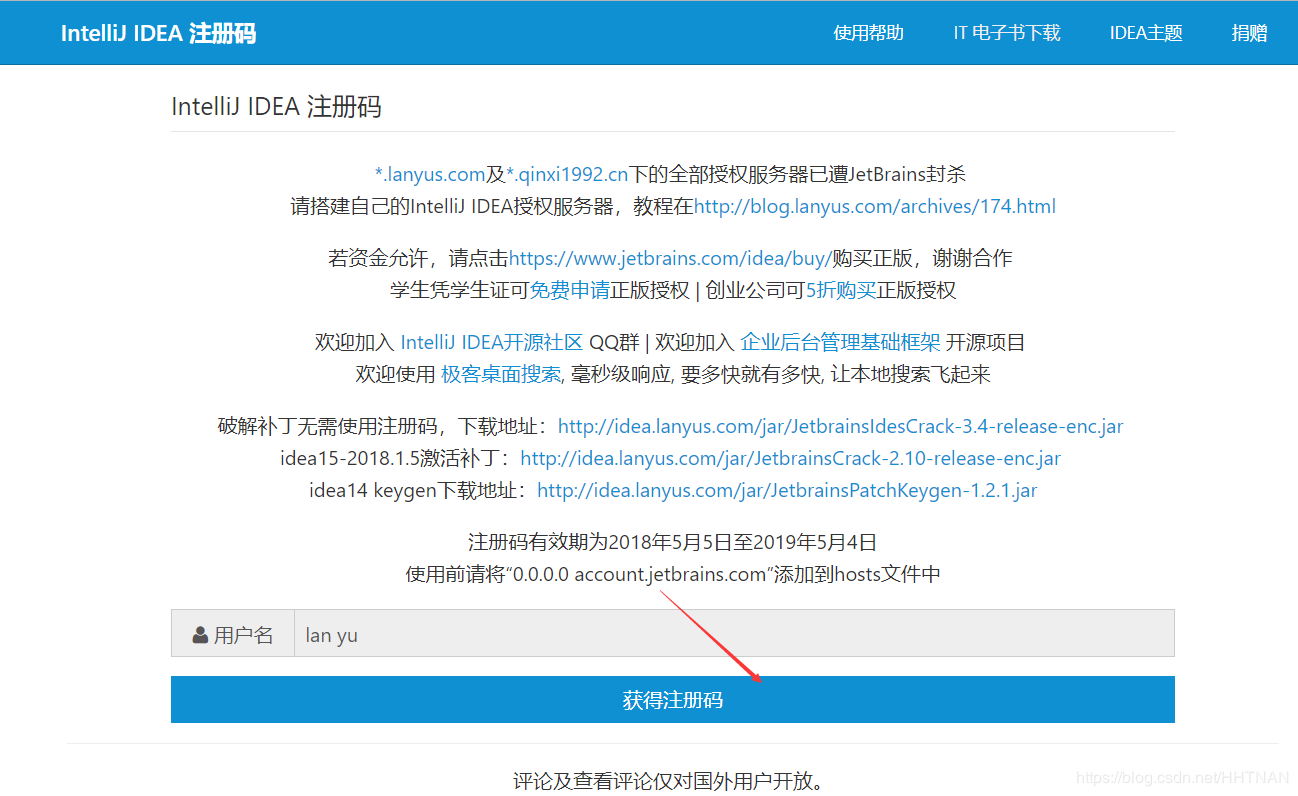 IntelliJ IDEA 注册码 使用帮助 IT 电子书下载 IDEA主题 捐赠
IntelliJ IDEA 注册码
*.lanyus.com及*.qinxi1992.cn下的全部授权服务器已遭JetBrains封杀
请搭建自己的IntelliJ IDEA授权服务器，教程在http://blog.lanyus.com/archives/174.html
若资金允许，请点击https://www.jetbrains.com/idea/buy/购买正版，谢谢合作
学生凭学生证可免费申请正版授权 | 创业公司可5折购买正版授权
欢迎加入 IntelliJ IDEA开源社区 QQ群 | 欢迎加入 企业后台管理基础框架 开源项目
欢迎使用 极客桌面搜索, 毫秒级响应, 要多快就有多快, 让本地搜索飞起来
破解补丁无需使用注册码，下载地址：http://idea.lanyus.com/jar/JetbrainsIdesCrack-3.4-release-enc.jar
idea15-2018.1.5激活补丁：http://idea.lanyus.com/jar/JetbrainsCrack-2.10-release-enc.jar
idea14 keygen下载地址：http://idea.lanyus.com/jar/JetbrainsPatchKeygen-1.2.1.jar
注册码有效期为2018年5月5日至2019年5月4日
使用前请将“0.0.0.0 account.jetbrains.com”添加到hosts文件中
用户名 lan yu
获得注册码
评论及查看评论仅对国外用户开放。
https://blog.csdn.net/HHTNAN